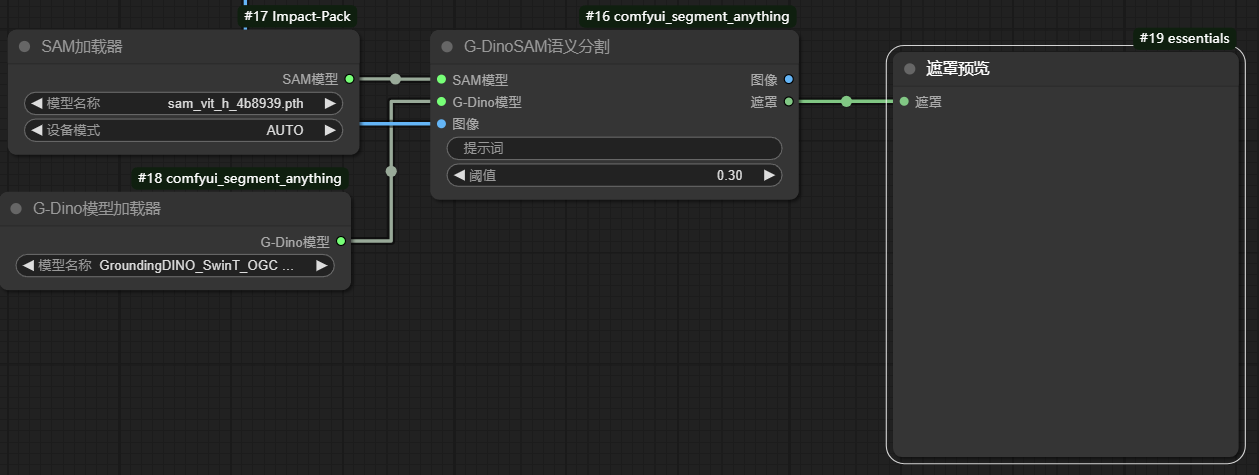 #17 Impact-Pack
SAM加载器
SAM模型
模型名称 sam_vit_h_4b8939.pth
设备模式 AUTO
#18 comfyui_segment_anything
G-Dino模型加载器
G-Dino模型
模型名称 GroundingDINO_SwinT_OGC ...
#16 comfyui_segment_anything
G-DinoSAM语义分割
SAM模型 图像
G-Dino模型 遮罩
图像
提示词
阈值 0.30
#19 essentials
遮罩预览
遮罩